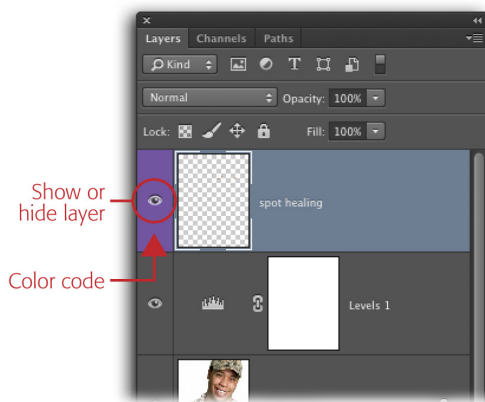 Layers Channels Paths
Kind
Normal Opacity: 100%
Lock: Fill: 100%
Show or
hide layer
spot healing
Color code
Levels 1